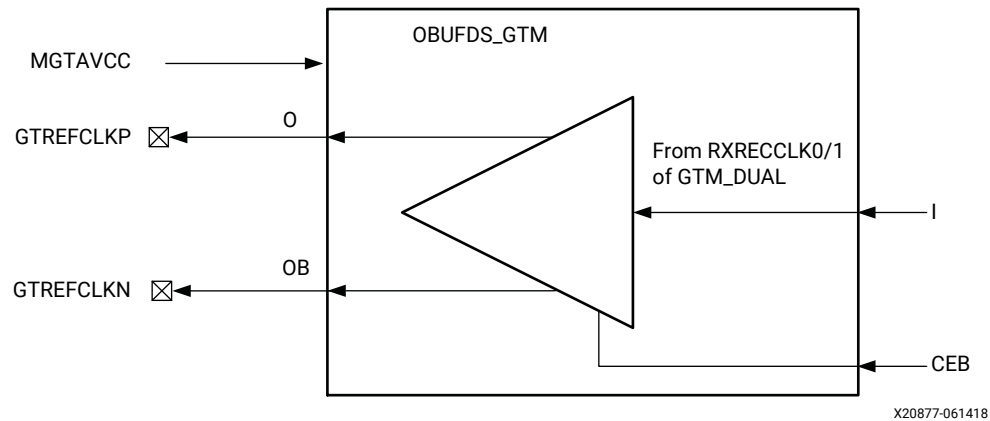 OBUFDS_GTM
MGTAVCC
O
GTREFCLKP
From RXRECCLK0/1
of GTM_DUAL
I
OB
GTREFCLKN
CEB
X20877-061418